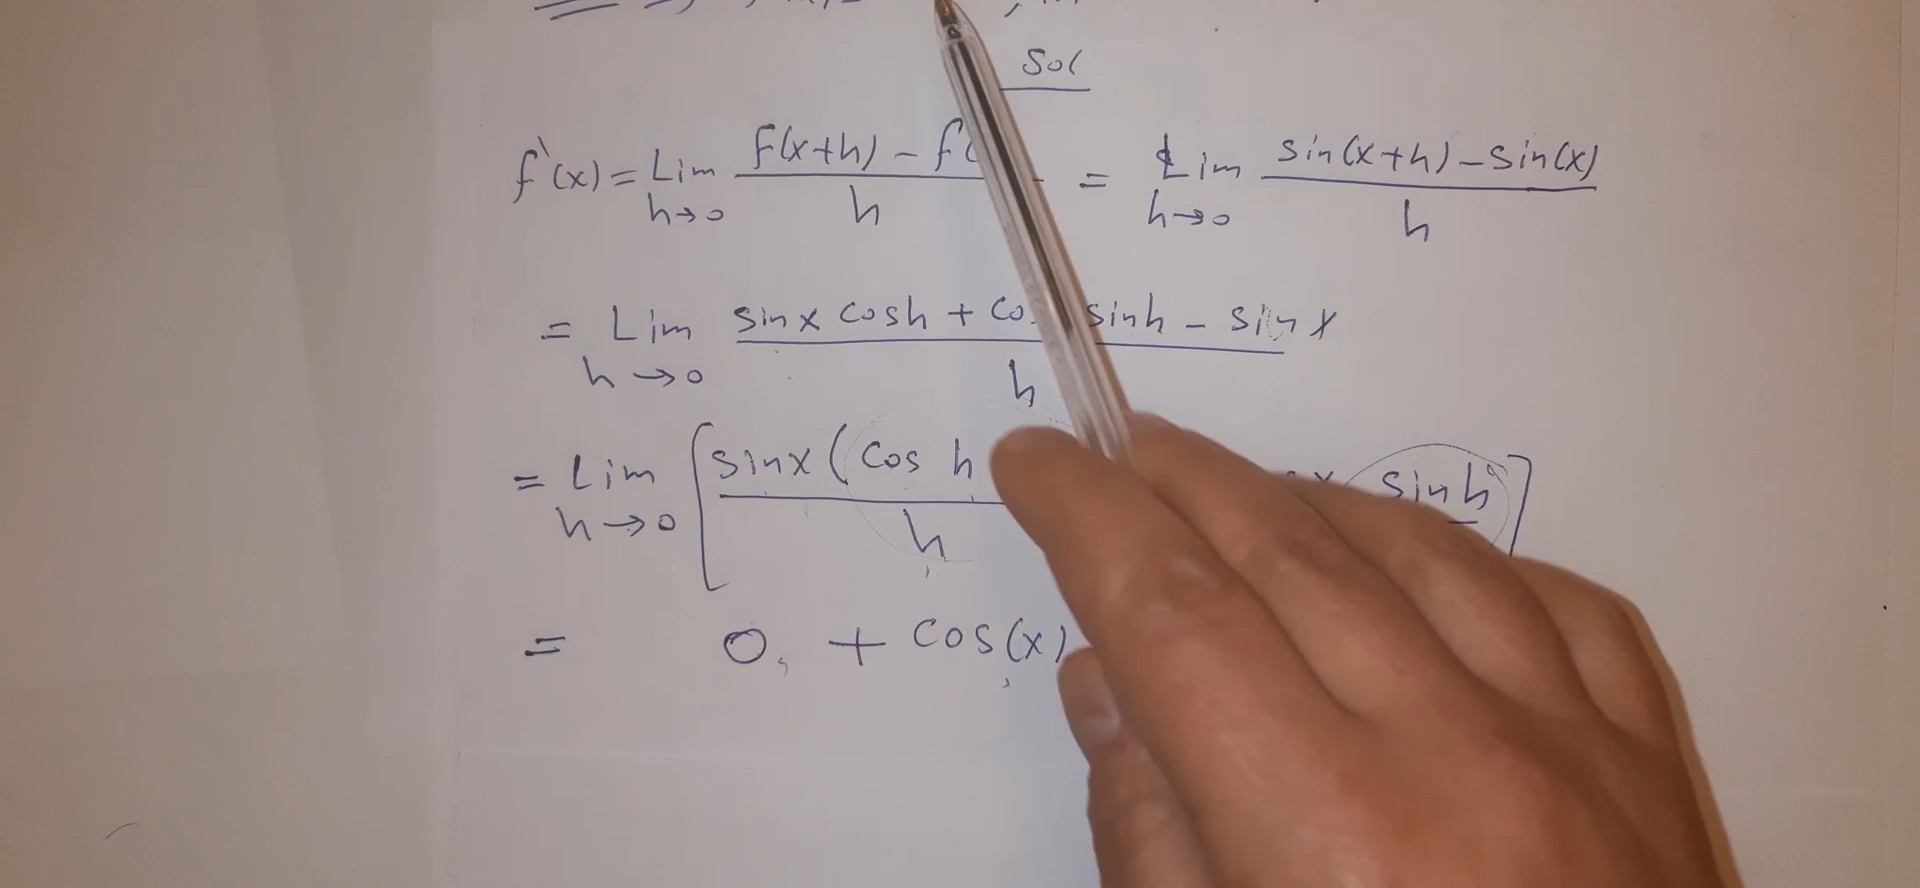 Sol
f'(x) = Lim h→0 f(x+h) - f( / h = Lim h→0 sin(x+h) - sin(x) / h
= Lim h→0 sinx cosh + co sinh - sinx / h
= Lim h→0 [ sinx ( cos h / h sinh ]
= 0 + cos(x)